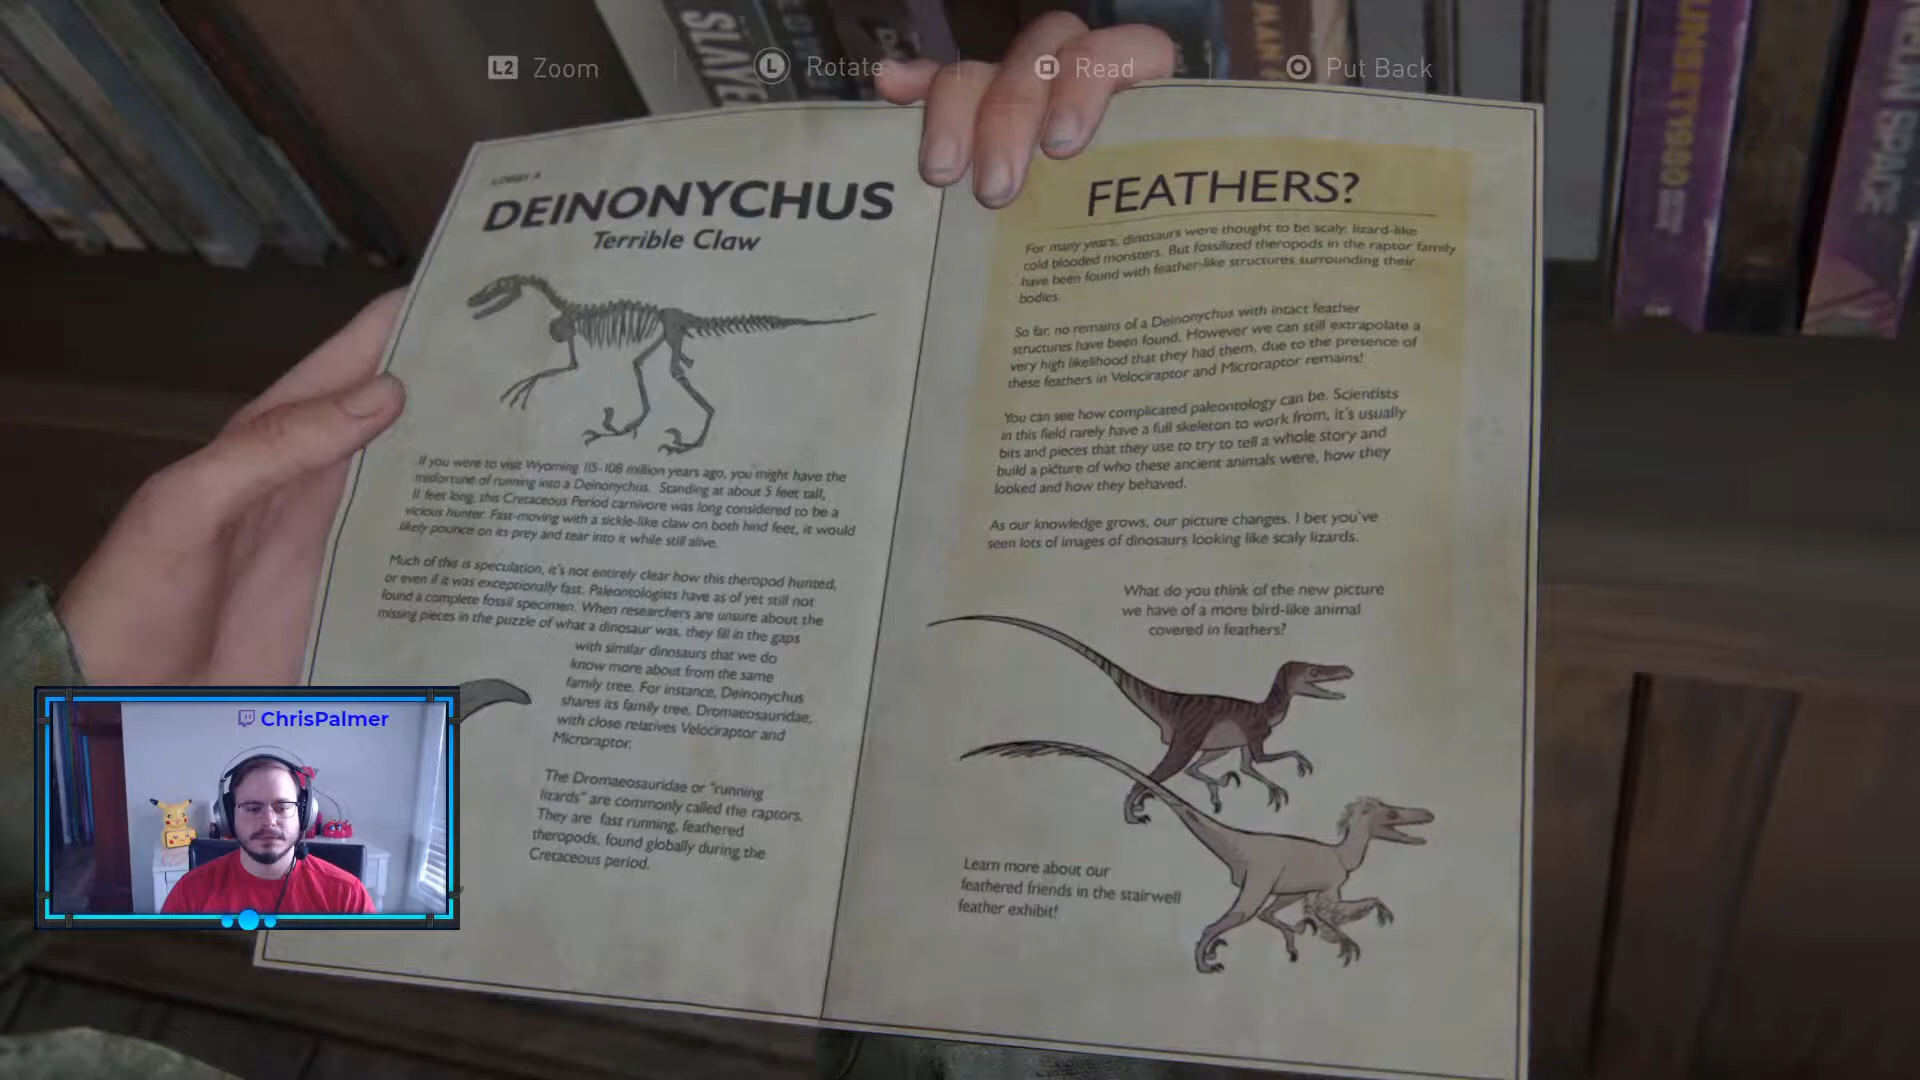 L2 Zoom
L Rotate
Read
Put Back
SLAVE
LOBBY A
DEINONYCHUS
Terrible Claw
If you were to visit Wyoming 115-108 million years ago, you might have the
misfortune of running into a Deinonychus. Standing at about 5 feet tall,
11 feet long, this Cretaceous Period carnivore was long considered to be a
vicious hunter. Fast-moving with a sickle-like claw on both hind feet, it would
likely pounce on its prey and tear into it while still alive.
Much of this is speculation, it's not entirely clear how this theropod hunted,
or even if it was exceptionally fast. Paleontologists have as of yet still not
found a complete fossil specimen. When researchers are unsure about the
missing pieces in the puzzle of what a dinosaur was, they fill in the gaps
with similar dinosaurs that we do
know more about from the same
family tree. For instance, Deinonychus
shares its family tree, Dromaeosauridae,
with close relatives Velociraptor and
Microraptor.
The Dromaeosauridae or "running
lizards" are commonly called the raptors.
They are fast running, feathered
theropods, found globally during the
Cretaceous period.
FEATHERS?
For many years, dinosaurs were thought to be scaly, lizard-like
cold blooded monsters. But fossilized theropods in the raptor family
have been found with feather-like structures surrounding their
bodies.
So far, no remains of a Deinonychus with intact feather
structures have been found. However we can still extrapolate a
very high likelihood that they had them, due to the presence of
these feathers in Velociraptor and Microraptor remains!
You can see how complicated paleontology can be. Scientists
in this field rarely have a full skeleton to work from, it's usually
bits and pieces that they use to try to tell a whole story and
build a picture of who these ancient animals were, how they
looked and how they behaved.
As our knowledge grows, our picture changes. I bet you've
seen lots of images of dinosaurs looking like scaly lizards.
What do you think of the new picture
we have of a more bird-like animal
covered in feathers?
Learn more about our
feathered friends in the stairwell
feather exhibit!
ChrisPalmer